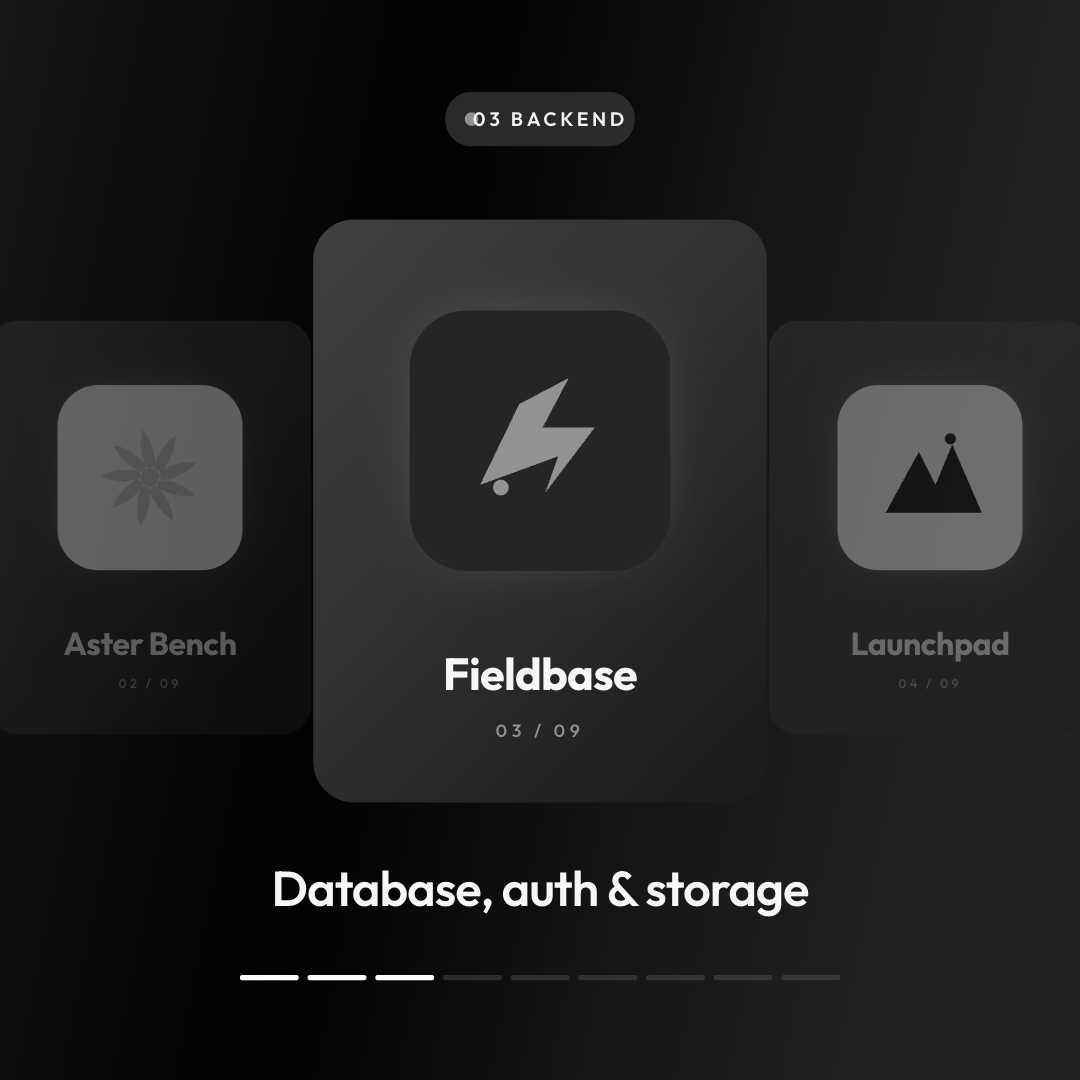 03 BACKEND
Aster Bench
02 / 09
Fieldbase
03 / 09
Launchpad
04 / 09
Database, auth & storage